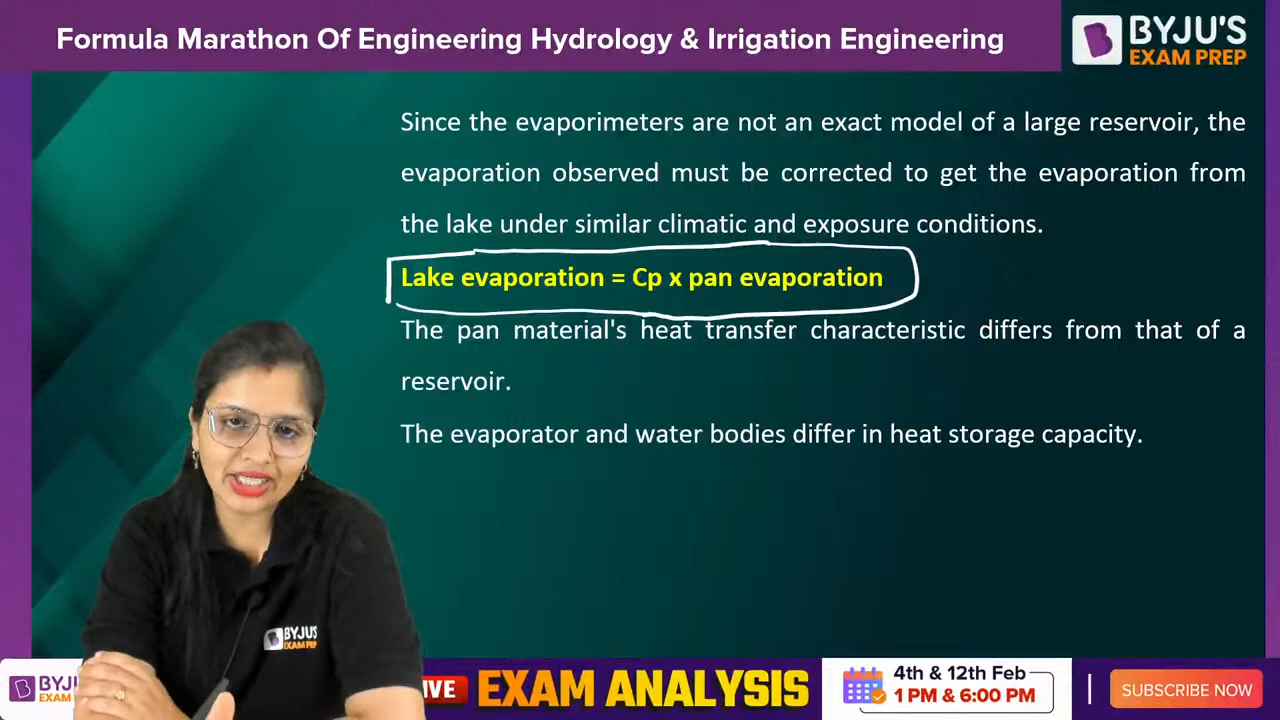 Formula Marathon Of Engineering Hydrology & Irrigation Engineering
BYJU'S
EXAM PREP
Since the evaporimeters are not an exact model of a large reservoir, the
evaporation observed must be corrected to get the evaporation from
the lake under similar climatic and exposure conditions.
Lake evaporation = Cp x pan evaporation
The pan material's heat transfer characteristic differs from that of a
reservoir.
The evaporator and water bodies differ in heat storage capacity.
BYJU'S
EXAM PREP
BYJU
EXAM
IVE
EXAM ANALYSIS
4th & 12th Feb
1 PM & 6:00 PM
SUBSCRIBE NOW